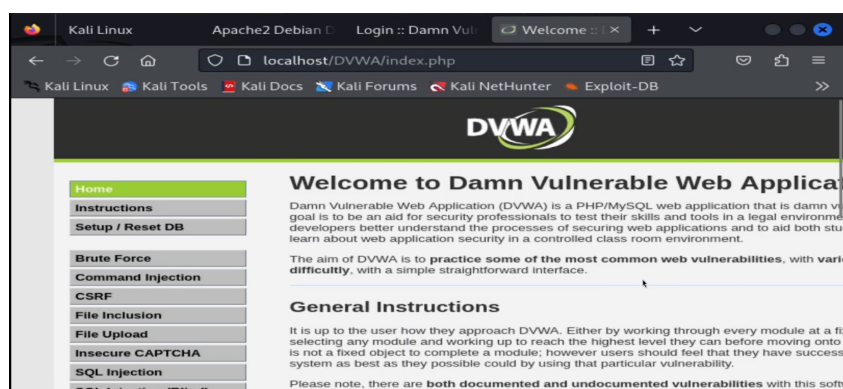 Kali Linux Apache2 Debian D Login :: Damn Vuln Welcome ::
localhost/DVWA/index.php
Kali Linux Kali Tools Kali Docs Kali Forums Kali NetHunter Exploit-DB
DVWA
Home
Instructions
Setup / Reset DB
Brute Force
Command Injection
CSRF
File Inclusion
File Upload
Insecure CAPTCHA
SQL Injection
Welcome to Damn Vulnerable Web Applica
Damn Vulnerable Web Application (DVWA) is a PHP/MySQL web application that is damn vu
goal is to be an aid for security professionals to test their skills and tools in a legal environme
developers better understand the processes of securing web applications and to aid both stu
learn about web application security in a controlled class room environment.
The aim of DVWA is to practice some of the most common web vulnerabilities, with vari
difficultly, with a simple straightforward interface.
General Instructions
It is up to the user how they approach DVWA. Either by working through every module at a fi
selecting any module and working up to reach the highest level they can before moving onto
is not a fixed object to complete a module; however users should feel that they have success
system as best as they possible could by using that particular vulnerability.
Please note, there are both documented and undocumented vulnerabilities with this soft